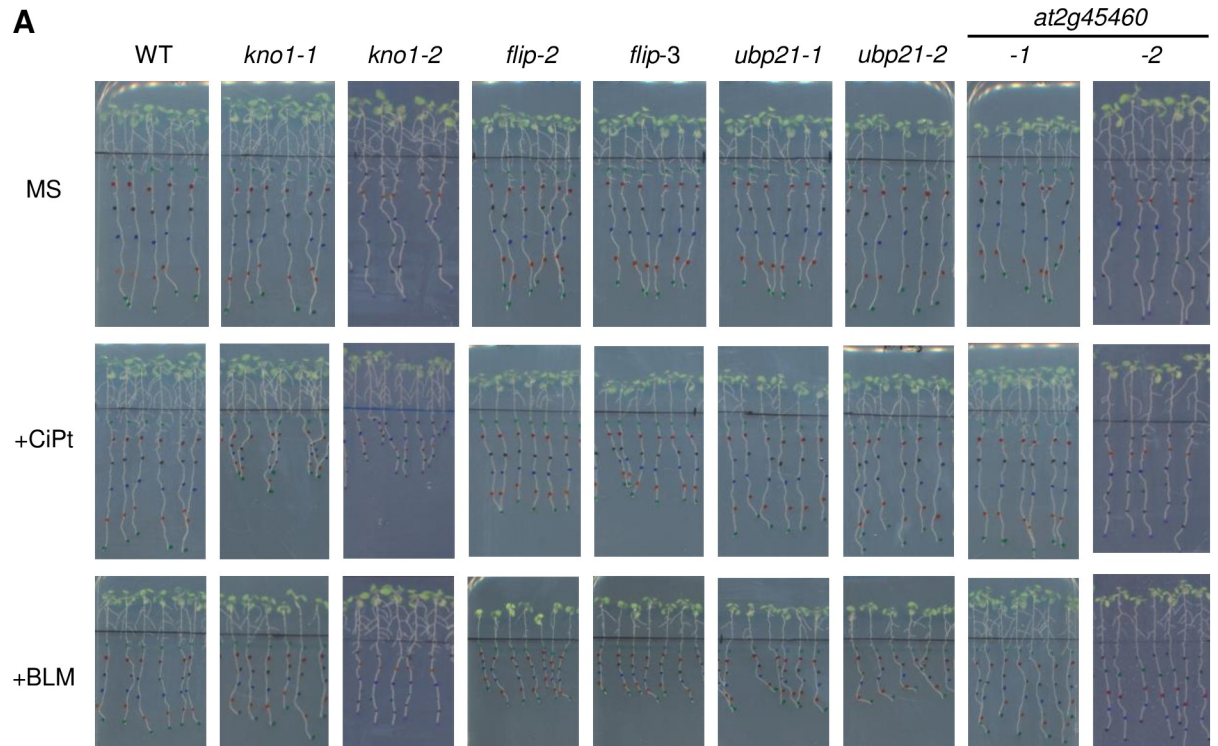 A
at2g45460
WT kno1-1 kno1-2 flip-2 flip-3 ubp21-1 ubp21-2 -1 -2
MS
+CiPt
+BLM